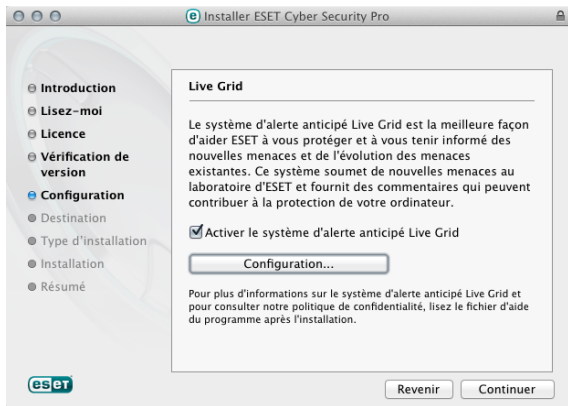 e Installer ESET Cyber Security Pro
Introduction
Lisez-moi
Licence
Vérification de
version
Configuration
Destination
Type d'installation
Installation
Résumé
Live Grid
Le système d'alerte anticipé Live Grid est la meilleure façon
d'aider ESET à vous protéger et à vous tenir informé des
nouvelles menaces et de l'évolution des menaces
existantes. Ce système soumet de nouvelles menaces au
laboratoire d'ESET et fournit des commentaires qui peuvent
contribuer à la protection de votre ordinateur.
Activer le système d'alerte anticipé Live Grid
Configuration...
Pour plus d'informations sur le système d'alerte anticipé Live Grid et
pour consulter notre politique de confidentialité, lisez le fichier d'aide
du programme après l'installation.
eset
Revenir
Continuer